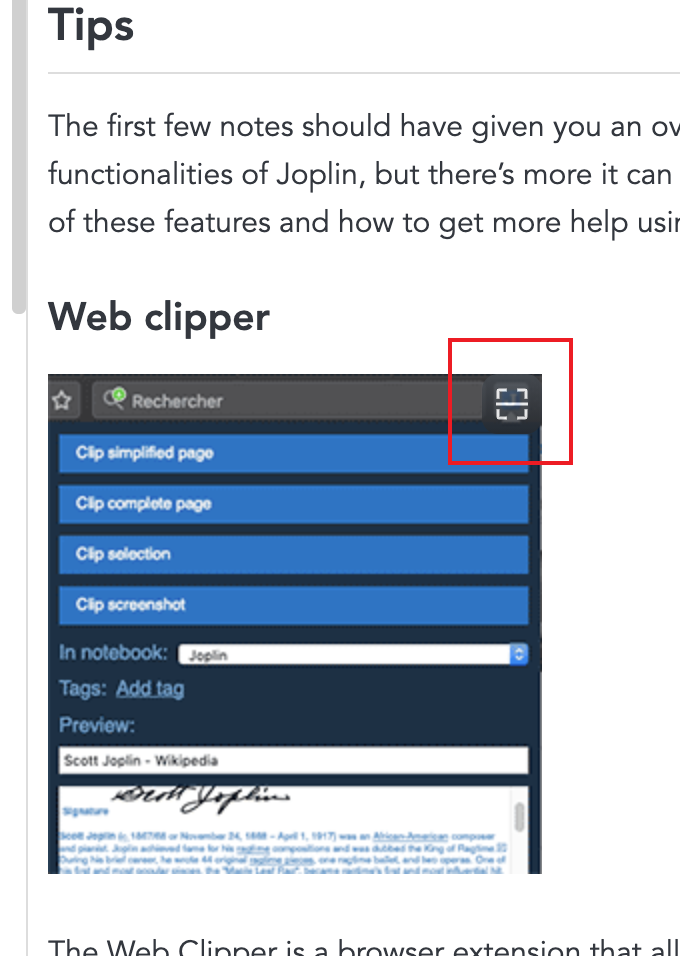 Tips
The first few notes should have given you an ov
functionalities of Joplin, but there's more it can
of these features and how to get more help usin
Web clipper
Rechercher
Clip simplified page
Clip complete page
Clip selection
Clip screenshot
In notebook: Joplin
Tags: Add tag
Preview:
Scott Joplin - Wikipedia
Scott Joplin
Signature
Scott Joplin (c. 1867/68 or November 24, 1868 – April 1, 1917) was an African-American composer
and pianist. Joplin achieved fame for his ragtime compositions and was dubbed the King of Ragtime.
During his brief career, he wrote 44 original ragtime pieces, one ragtime ballet, and two operas. One of
his first and most popular pieces, the "Maple Leaf Rag", became ragtime's first and most influential hit,
The Web Clipper is a browser extension that all